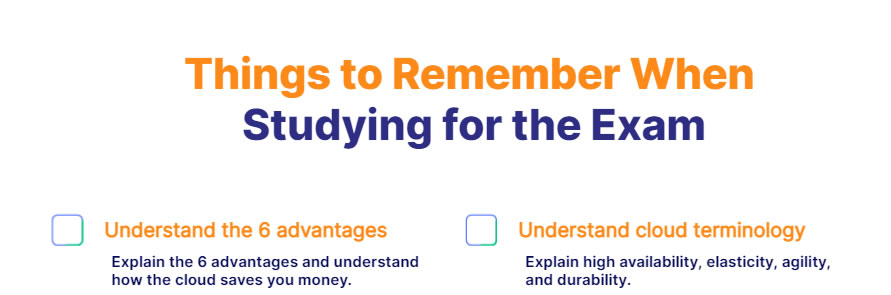 Things to Remember When
Studying for the Exam
Understand the 6 advantages
Explain the 6 advantages and understand
how the cloud saves you money.
Understand cloud terminology
Explain high availability, elasticity, agility,
and durability.